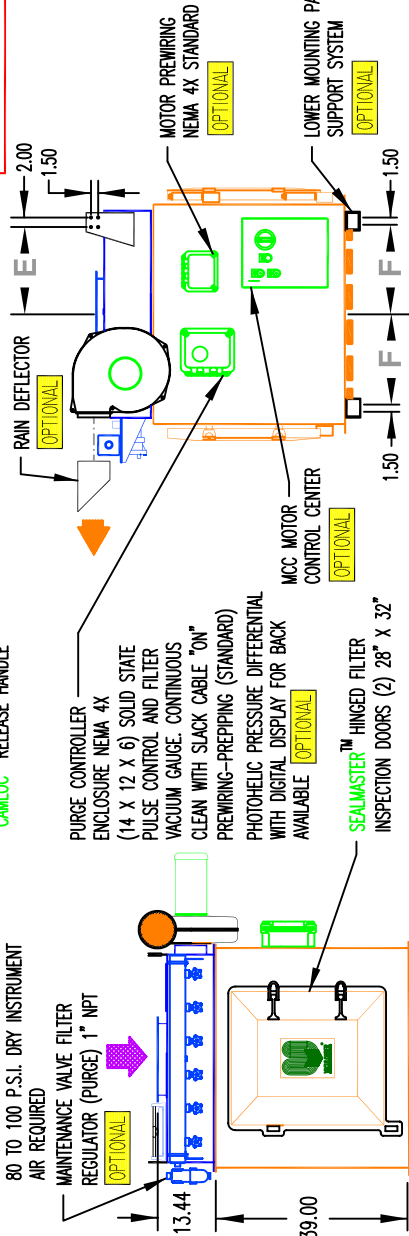 2.00
1.50
E
MOTOR PREWIRING
NEMA 4X STANDARD
OPTIONAL
LOWER MOUNTING PA
SUPPORT SYSTEM
OPTIONAL
RAIN DEFLECTOR
OPTIONAL
F
F
1.50
1.50
MCC MOTOR
CONTROL CENTER
OPTIONAL
CAMLOC RELEASE HANDLE
PURGE CONTROLLER
ENCLOSURE NEMA 4X
(14 X 12 X 6) SOLID STATE
PULSE CONTROL AND FILTER
VACUUM GAUGE. CONTINUOUS
CLEAN WITH SLACK CABLE "ON"
PREWIRING-PREPIPING (STANDARD)
PHOTOHELIC PRESSURE DIFFERENTIAL
WITH DIGITAL DISPLAY FOR BACK
AVAILABLE OPTIONAL
SEALMASTER™ HINGED FILTER
INSPECTION DOORS (2) 28" X 32"
80 TO 100 P.S.I. DRY INSTRUMENT
AIR REQUIRED
MAINTENANCE VALVE FILTER
REGULATOR (PURGE) 1" NPT
OPTIONAL
13.44
39.00